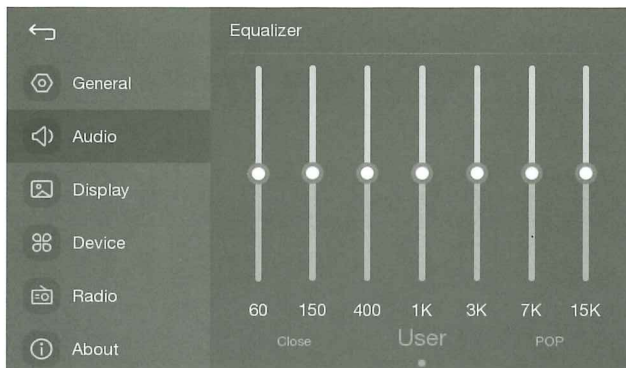 Equalizer
General
Audio
Display
Device
Radio
About
60 150 400 1K 3K 7K 15K
Close User POP